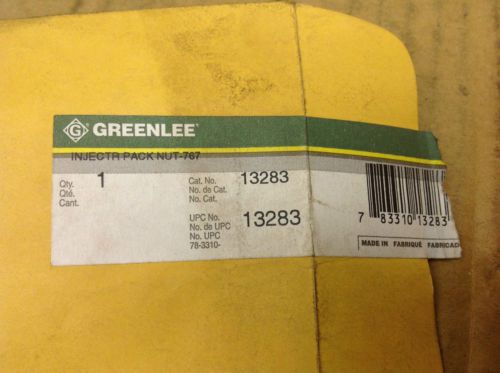 G GREENLEE®
INJECTR PACK NUT-767
Qty. 1 Cat. No. 13283
Qté. No. de Cat.
Cant. No. Cat.
UPC No. 13283
No. de UPC
No. UPC
78-3310-
7 83310 13283
MADE IN FABRIQUÉ FABRICAD